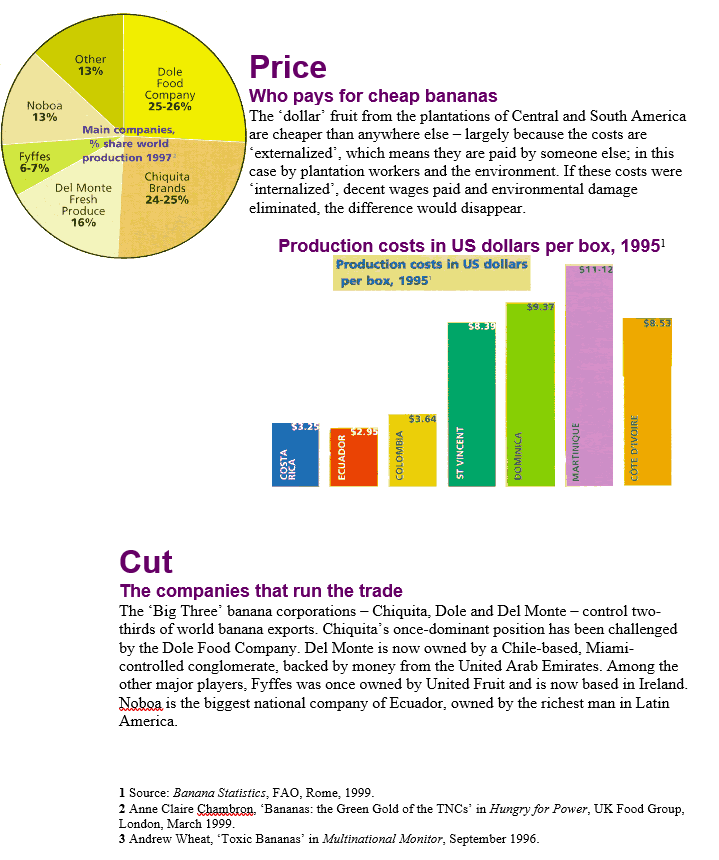 Other
13%
Dole
Food
Company
25-26%
Noboa
13%
Main companies,
% share world
production 1997²
Fyffes
6-7%
Chiquita
Brands
24-25%
Del Monte
Fresh
Produce
16%
Price
Who pays for cheap bananas
The ‘dollar’ fruit from the plantations of Central and South America
are cheaper than anywhere else – largely because the costs are
‘externalized’, which means they are paid by someone else; in this
case by plantation workers and the environment. If these costs were
‘internalized’, decent wages paid and environmental damage
eliminated, the difference would disappear.
Production costs in US dollars per box, 1995¹
Production costs in US dollars
per box, 1995¹
$3.25
COSTA
RICA
$2.95
ECUADOR
$3.64
COLOMBIA
$8.39
ST VINCENT
$9.37
DOMINICA
$11·12
MARTINIQUE
$8.53
CÔTE D'IVOIRE
Cut
The companies that run the trade
The ‘Big Three’ banana corporations – Chiquita, Dole and Del Monte – control two-
thirds of world banana exports. Chiquita’s once-dominant position has been challenged
by the Dole Food Company. Del Monte is now owned by a Chile-based, Miami-
controlled conglomerate, backed by money from the United Arab Emirates. Among the
other major players, Fyffes was once owned by United Fruit and is now based in Ireland.
Noboa is the biggest national company of Ecuador, owned by the richest man in Latin
America.
1 Source: Banana Statistics, FAO, Rome, 1999.
2 Anne Claire Chambron, ‘Bananas: the Green Gold of the TNCs’ in Hungry for Power, UK Food Group,
London, March 1999.
3 Andrew Wheat, ‘Toxic Bananas’ in Multinational Monitor, September 1996.